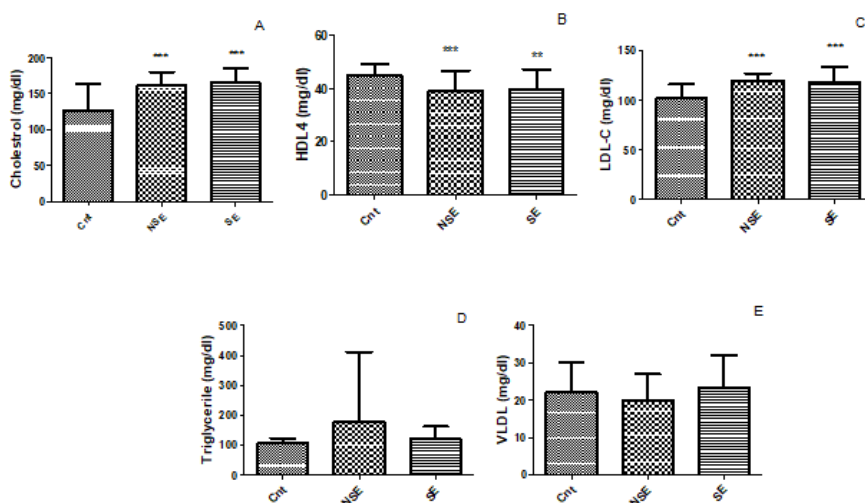 A
Cholestrol (mg/dl)
200
150
100
50
0
***
***
Cnt
NSE
SE
B
HDL4 (mg/dl)
60
40
20
0
***
**
Cnt
NSE
SE
C
LDL-C (mg/dl)
150
100
50
0
***
***
Cnt
NSE
SE
D
Triglycerile (mg/dl)
500
400
300
200
100
0
Cnt
NSE
SE
E
VLDL (mg/dl)
40
30
20
10
0
Cnt
NSE
SE